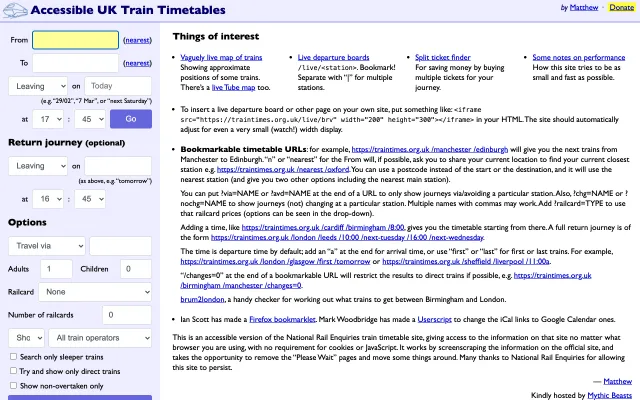 Accessible UK Train Timetables
by Matthew · Donate
From
(nearest)
To
(nearest)
Leaving
on
Today
(e.g. “29/02”, “7 Mar”, or “next Saturday”)
at
17
:
45
Go
Return journey (optional)
Leaving
on
(as above, e.g. “tomorrow”)
at
16
:
45
Options
Travel via
Adults
1
Children
0
Railcard
None
Number of railcards
0
Sho
All train operators
Search only sleeper trains
Try and show only direct trains
Show non-overtaken only
Things of interest
• Vaguely live map of trains
Showing approximate
positions of some trains.
There's a live Tube map too.
• Live departure boards
/live/<station>. Bookmark!
Separate with “|” for multiple
stations.
• Split ticket finder
For saving money by buying
multiple tickets for your
journey.
• Some notes on performance
How this site tries to be as
small and fast as possible.
• To insert a live departure board or other page on your own site, put something like: <iframe
src="https://traintimes.org.uk/live/brv" width="200" height="300"></iframe> in your HTML. The site should automatically
adjust for even a very small (watch!) width display.
• Bookmarkable timetable URLs: for example, https://traintimes.org.uk /manchester /edinburgh will give you the next trains from
Manchester to Edinburgh. “n” or “nearest” for the From will, if possible, ask you to share your current location to find your current closest
station e.g. https://traintimes.org.uk /nearest /oxford. You can use a postcode instead of the start or the destination, and it will use the
nearest station (and give you two other options including the nearest main station).
You can put ?via=NAME or ?avd=NAME at the end of a URL to only show journeys via/avoiding a particular station. Also, ?chg=NAME or ?
nochg=NAME to show journeys (not) changing at a particular station. Multiple names with commas may work. Add ?railcard=TYPE to use
that railcard prices (options can be seen in the drop-down).
Adding a time, like https://traintimes.org.uk /cardiff /birmingham /8:00, gives you the timetable starting from there. A full return journey is of
the form https://traintimes.org.uk /london /leeds /10:00 /next-tuesday /16:00 /next-wednesday.
The time is departure time by default; add an “a” at the end for arrival time, or use “first” or “last” for first or last trains. For example,
https://traintimes.org.uk /london /glasgow /first /tomorrow or https://traintimes.org.uk /sheffield /liverpool /11:00a.
“/changes=0” at the end of a bookmarkable URL will restrict the results to direct trains if possible, e.g. https://traintimes.org.uk
/birmingham /manchester /changes=0.
brum2london, a handy checker for working out what trains to get between Birmingham and London.
• Ian Scott has made a Firefox bookmarklet. Mark Woodbridge has made a Userscript to change the iCal links to Google Calendar ones.
This is an accessible version of the National Rail Enquiries train timetable site, giving access to the information on that site no matter what
browser you are using, with no requirement for cookies or JavaScript. It works by screenscraping the information on the official site, and
takes the opportunity to remove the “Please Wait” pages and move some things around. Many thanks to National Rail Enquiries for allowing
this site to persist.
— Matthew
Kindly hosted by Mythic Beasts